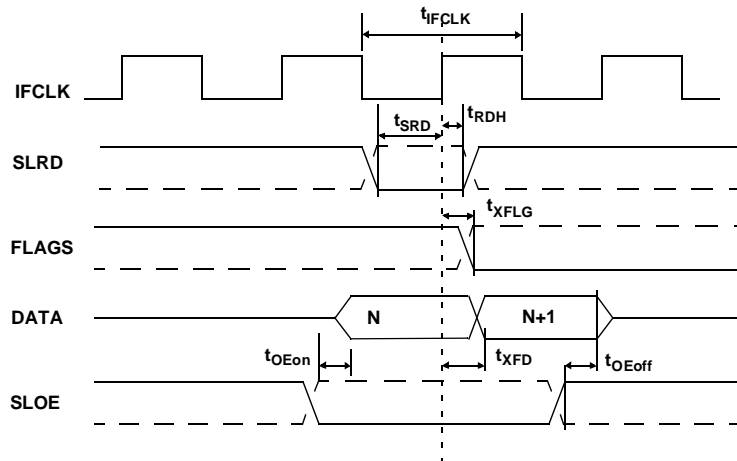 tIFCLK
IFCLK
tSRD
tRDH
SLRD
tXFLG
FLAGS
DATA
N
N+1
tOEon
tXFD
tOEoff
SLOE